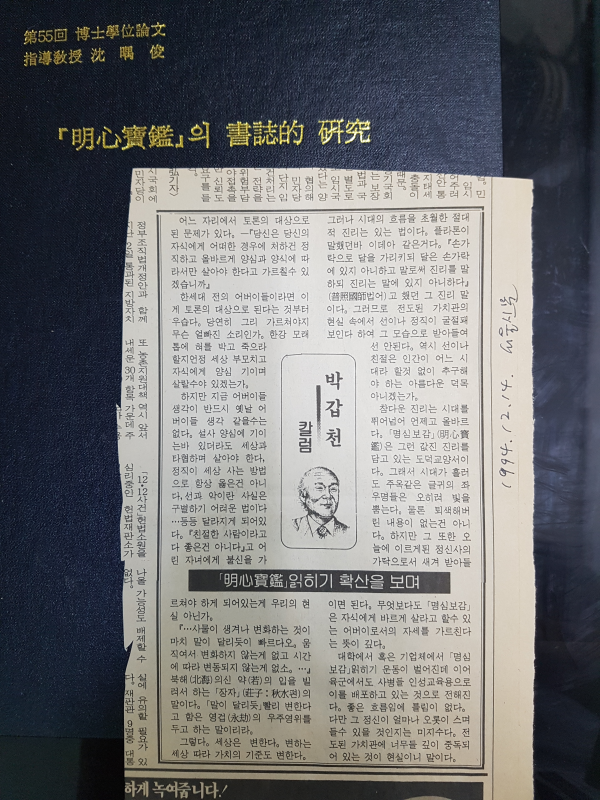 第55回 博士學位論文
指導敎授 沈 隅 俊
『明心寶鑑』의 書誌的 硏究
어느 자리에서 토론의 대상으로
된 문제가 있다. —「당신은 당신의
자식에게 어떠한 경우에 처하건 정
직하고 올바르게 양심과 양식에 따
라서만 살아야 한다고 가르칠수 있
겠습니까」
한세대 전의 어버이들이라면 이
게 토론의 대상으로 된다는 것부터
우습다. 당연히 그리 가르쳐야지
무슨 얼빠진 소리인가. 한강 모래
톱에 혀를 박고 죽으라
할지언정 세상 부모치고
자식에게 양심 기이며
살랄수야 있겠는가.
하지만 지금 어버이들
생각이 반드시 옛날 어
버이들 생각 같을수는
없다. 설사 양심에 기이
는바 있더라도 세상과
타협하며 살아야 한다.
정직이 세상 사는 방법
으로 항상 옳은건 아니
다. 선과 악이란 사실은
구별하기 어려운 법이다
…등등 달라지게 되어있
다. 『친절한 사람이라고
다 좋은건 아니다』고 어
린 자녀에게 불신을 가
르쳐야 하게 되어있는게 우리의 현
실 아닌가.
『…사물이 생겨나 변화하는 것이
마치 말이 달리듯이 빠르다오. 움
직여서 변화하지 않는게 없고 시간
에 따라 변동되지 않는게 없소. …』
북해(北海)의신 약(若)의 입을 빌
려서 하는 「장자」(莊子:秋水편)의
말이다. 「말이 달리듯」빨리 변한다
고 함은 영겁(永劫)의 우주영위를
두고 하는 말이리라.
그렇다. 세상은 변한다. 변하는
세상 따라 가치의 기준도 변한다.
그러나 시대의 흐름을 초월한 절대
적 진리는 있는 법이다. 플라톤이
말했던바 이데아 같은거다. 『손가
락으로 달을 가리키되 달은 손가락
에 있지 아니하고 말로써 진리를 말
하되 진리는 말에 있지 아니하다』
(普照國師법어)고 했던 그 진리 말
이다. 그러므로 전도된 가치관의
현실 속에서 선이나 정직이 굴절돼
보인다 하여 그 모습으로 받아들여
선 안된다. 역시 선이나
친절은 인간이 어느 시
대라 할것 없이 추구해
야 하는 아름다운 덕목
아니겠는가.
참다운 진리는 시대를
뛰어넘어 언제고 올바르
다. 「명심보감」(明心寶
鑑)은 그런 값진 진리를
담고 있는 도덕교양서이
다. 그래서 시대가 흘러
도 주옥같은 글귀의 좌
우명들은 오히려 빛을
뿜는다. 물론 퇴색해버
린 내용이 없는건 아니
다. 하지만 그 또한 오
늘에 이르게된 정신사의
가락으로서 새겨 받아들
이면 된다. 무엇보다도 「명심보감」
은 자식에게 바르게 살라고 할수 있
는 어버이로서의 자세를 가르친다
는 뜻이 깊다.
대학에서 혹은 기업체에서 「명심
보감」읽히기 운동이 벌어진데 이어
육군에서도 사병들 인성교육용으로
이를 배포하고 있는 것으로 전해진
다. 좋은 흐름임에 틀림이 없다.
다만 그 정신이 얼마나 오롯이 스며
들수 있을 것인지는 미지수다. 전
도된 가치관에 너무들 깊이 중독되
어 있는 것이 현실이니 말이다.
박갑천
칼럼
「明心寶鑑」읽히기 확산을 보며
1994. 12. 14.
하게 녹여줍니다!